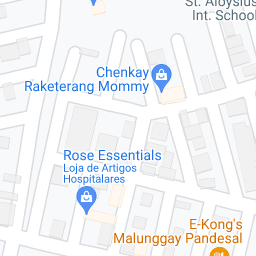 St. Aloysius
Int. School
Chenkay
Raketerang Mommy
Rose Essentials
Loja de Artigos
Hospitalares
E-Kong's
Malunggay Pandesal